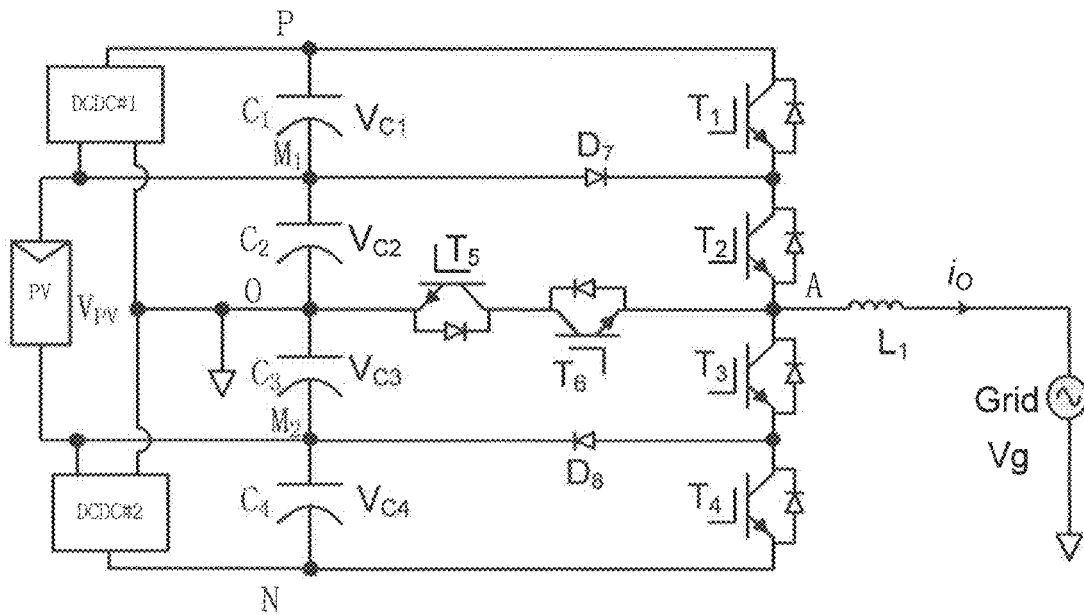 P
DCDC#1
C1
VC1
M1
D7
T1
C2
VC2
T5
T2
PV
VPV
O
A
iO
L1
C3
VC3
T6
T3
M2
D8
Grid
Vg
DCDC#2
C4
VC4
T4
N